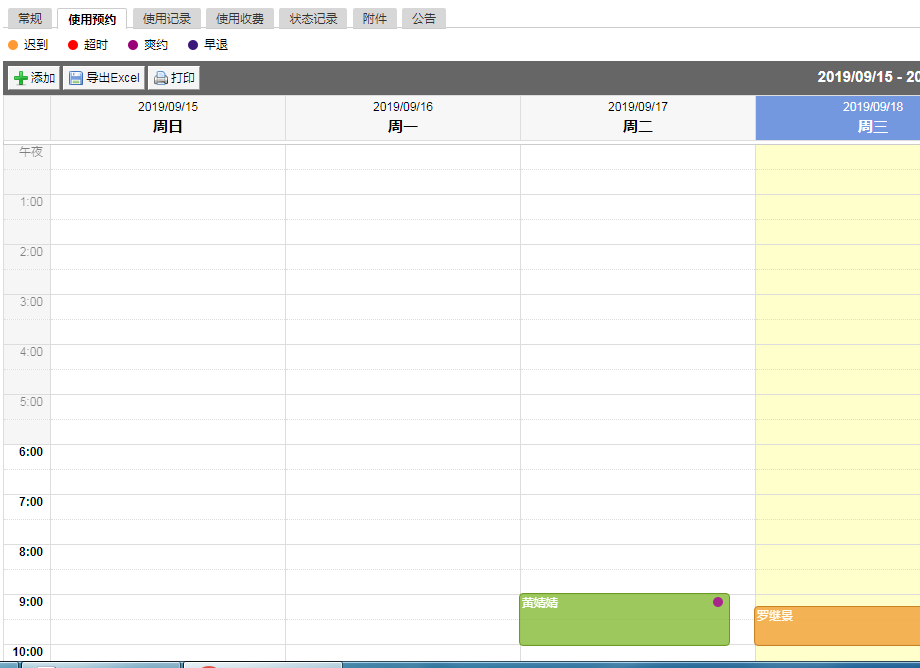 常规 使用预约 使用记录 使用收费 状态记录 附件 公告
迟到 超时 爽约 早退
添加 导出Excel 打印 2019/09/15 - 20
2019/09/15 2019/09/16 2019/09/17 2019/09/18
周日 周一 周二 周三
午夜
1:00
2:00
3:00
4:00
5:00
6:00
7:00
8:00
9:00 黄婧婧
罗继景
10:00